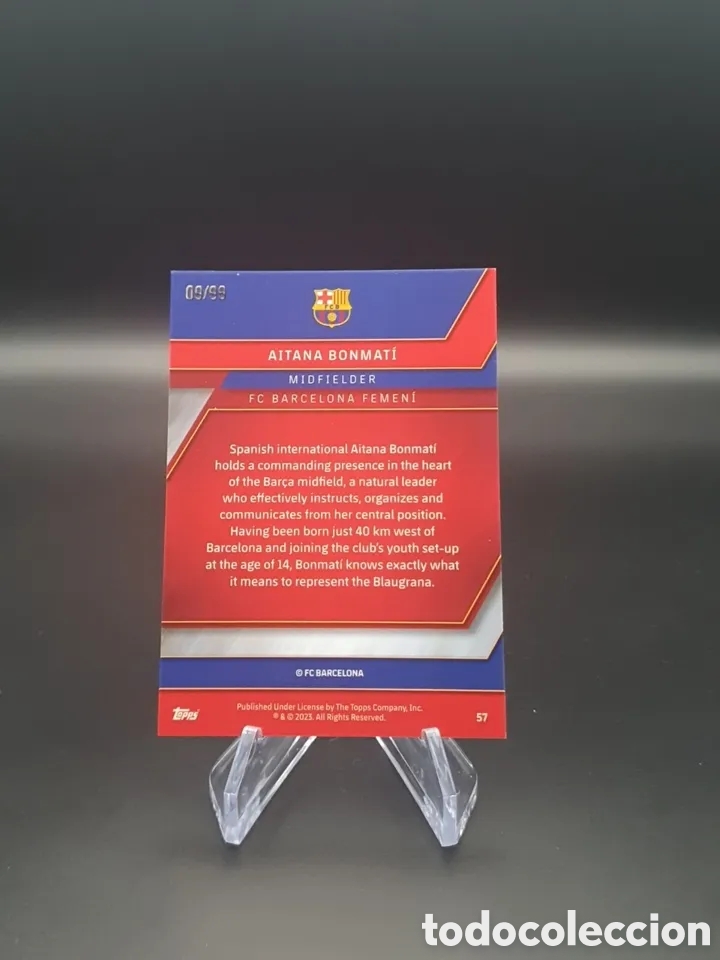 09/99
FCB
AITANA BONMATÍ
MIDFIELDER
FC BARCELONA FEMENÍ
Spanish international Aitana Bonmatí
holds a commanding presence in the heart
of the Barça midfield, a natural leader
who effectively instructs, organizes and
communicates from her central position.
Having been born just 40 km west of
Barcelona and joining the club's youth set-up
at the age of 14, Bonmatí knows exactly what
it means to represent the Blaugrana.
© FC BARCELONA
Topps
Published Under License by The Topps Company, Inc.
® & © 2023. All Rights Reserved.
57
todocoleccion